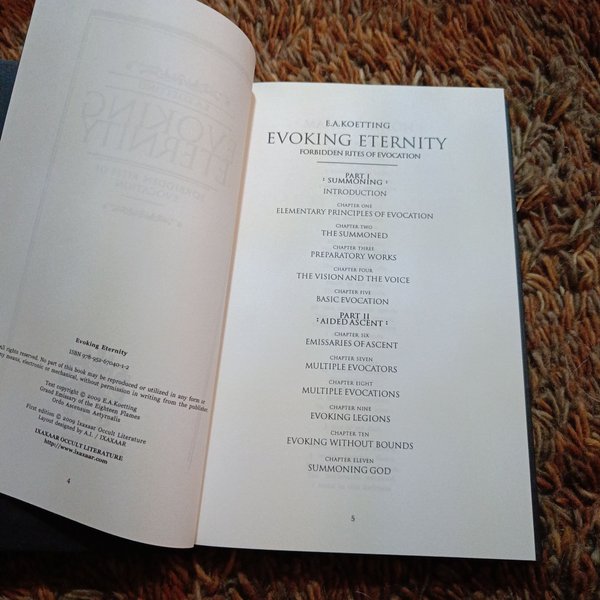 Evoking Eternity
ISBN 978-952-67040-1-2
All rights reserved. No part of this book may be reproduced or utilized in any form or
any means, electronic or mechanical, without permission in writing from the publisher.
Text copyright © 2009 E.A.Koetting
Grand Emissary of the Eighteen Flames
Ordo Ascensum Aetyrnalis
First edition © 2009 Ixaxaar Occult Literature
Layout designed by A.I. / IXAXAAR
IXAXAAR OCCULT LITERATURE
http://www.ixaxaar.com
4
E.A.KOETTING
EVOKING ETERNITY
FORBIDDEN RITES OF EVOCATION
PART I
: SUMMONING :
INTRODUCTION
CHAPTER ONE
ELEMENTARY PRINCIPLES OF EVOCATION
CHAPTER TWO
THE SUMMONED
CHAPTER THREE
PREPARATORY WORKS
CHAPTER FOUR
THE VISION AND THE VOICE
CHAPTER FIVE
BASIC EVOCATION
PART II
: AIDED ASCENT :
CHAPTER SIX
EMISSARIES OF ASCENT
CHAPTER SEVEN
MULTIPLE EVOCATORS
CHAPTER EIGHT
MULTIPLE EVOCATIONS
CHAPTER NINE
EVOKING LEGIONS
CHAPTER TEN
EVOKING WITHOUT BOUNDS
CHAPTER ELEVEN
SUMMONING GOD
5